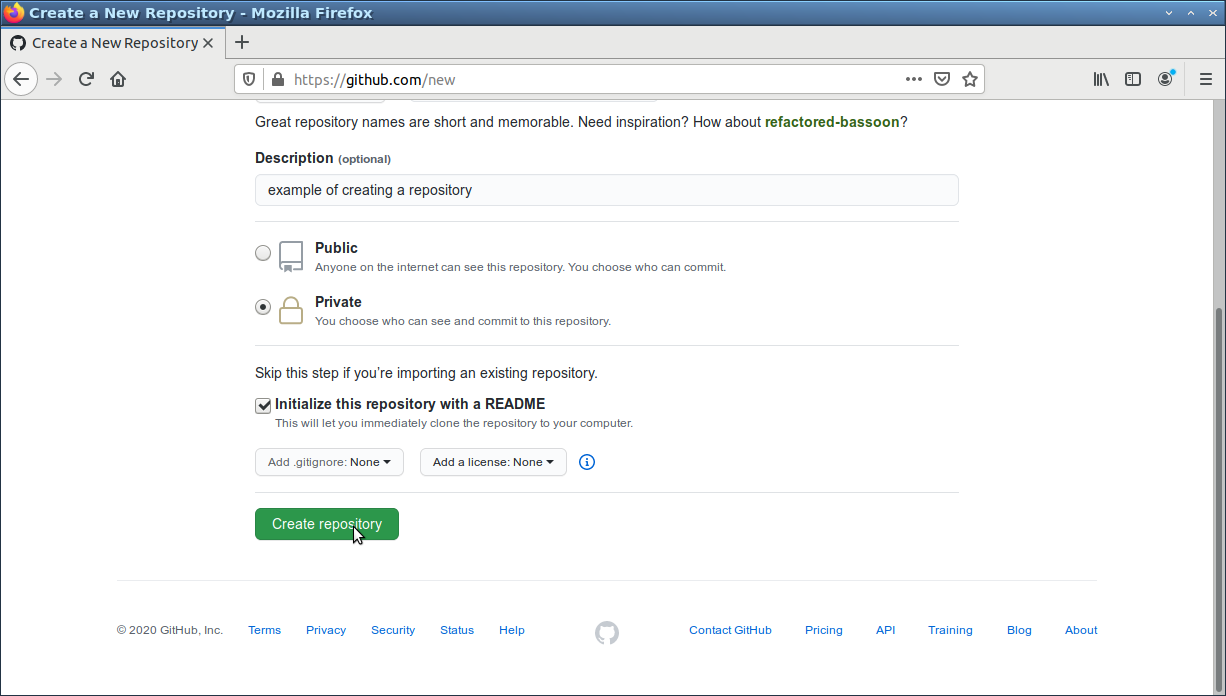 Create a New Repository - Mozilla Firefox
Create a New Repository
https://github.com/new
Great repository names are short and memorable. Need inspiration? How about refactored-bassoon?
Description (optional)
example of creating a repository
Public
Anyone on the internet can see this repository. You choose who can commit.
Private
You choose who can see and commit to this repository.
Skip this step if you’re importing an existing repository.
Initialize this repository with a README
This will let you immediately clone the repository to your computer.
Add .gitignore: None Add a license: None
Create repository
© 2020 GitHub, Inc. Terms Privacy Security Status Help Contact GitHub Pricing API Training Blog About